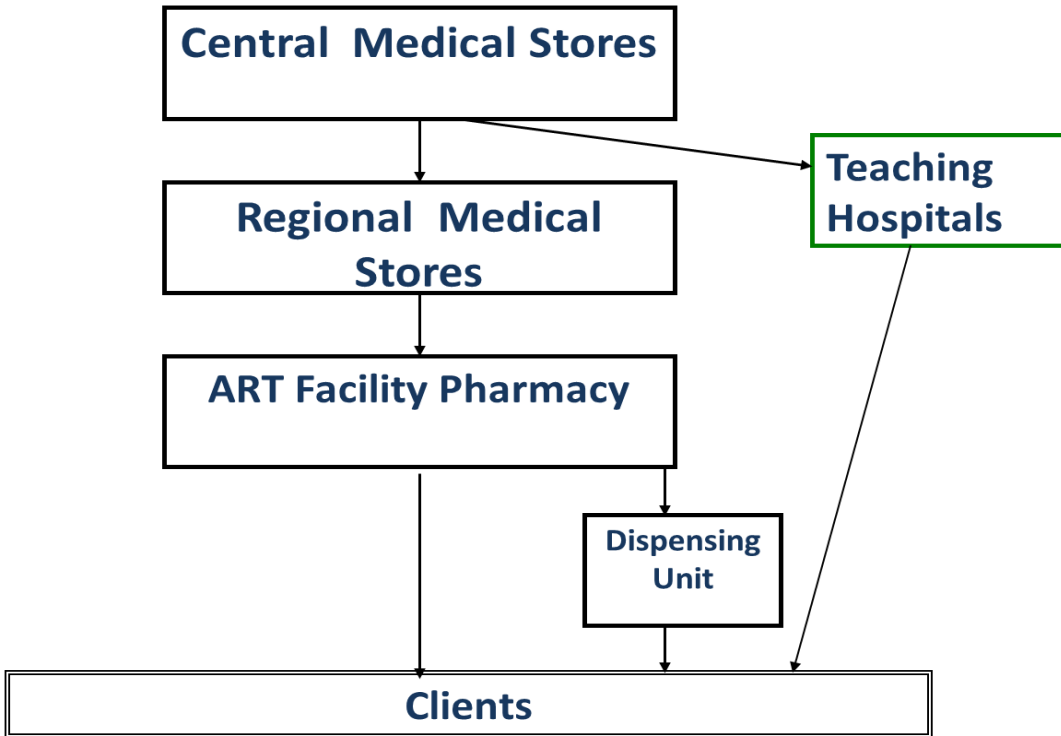 Central  Medical Stores
Teaching
Hospitals
Regional  Medical
Stores
ART Facility Pharmacy
Dispensing
Unit
Clients